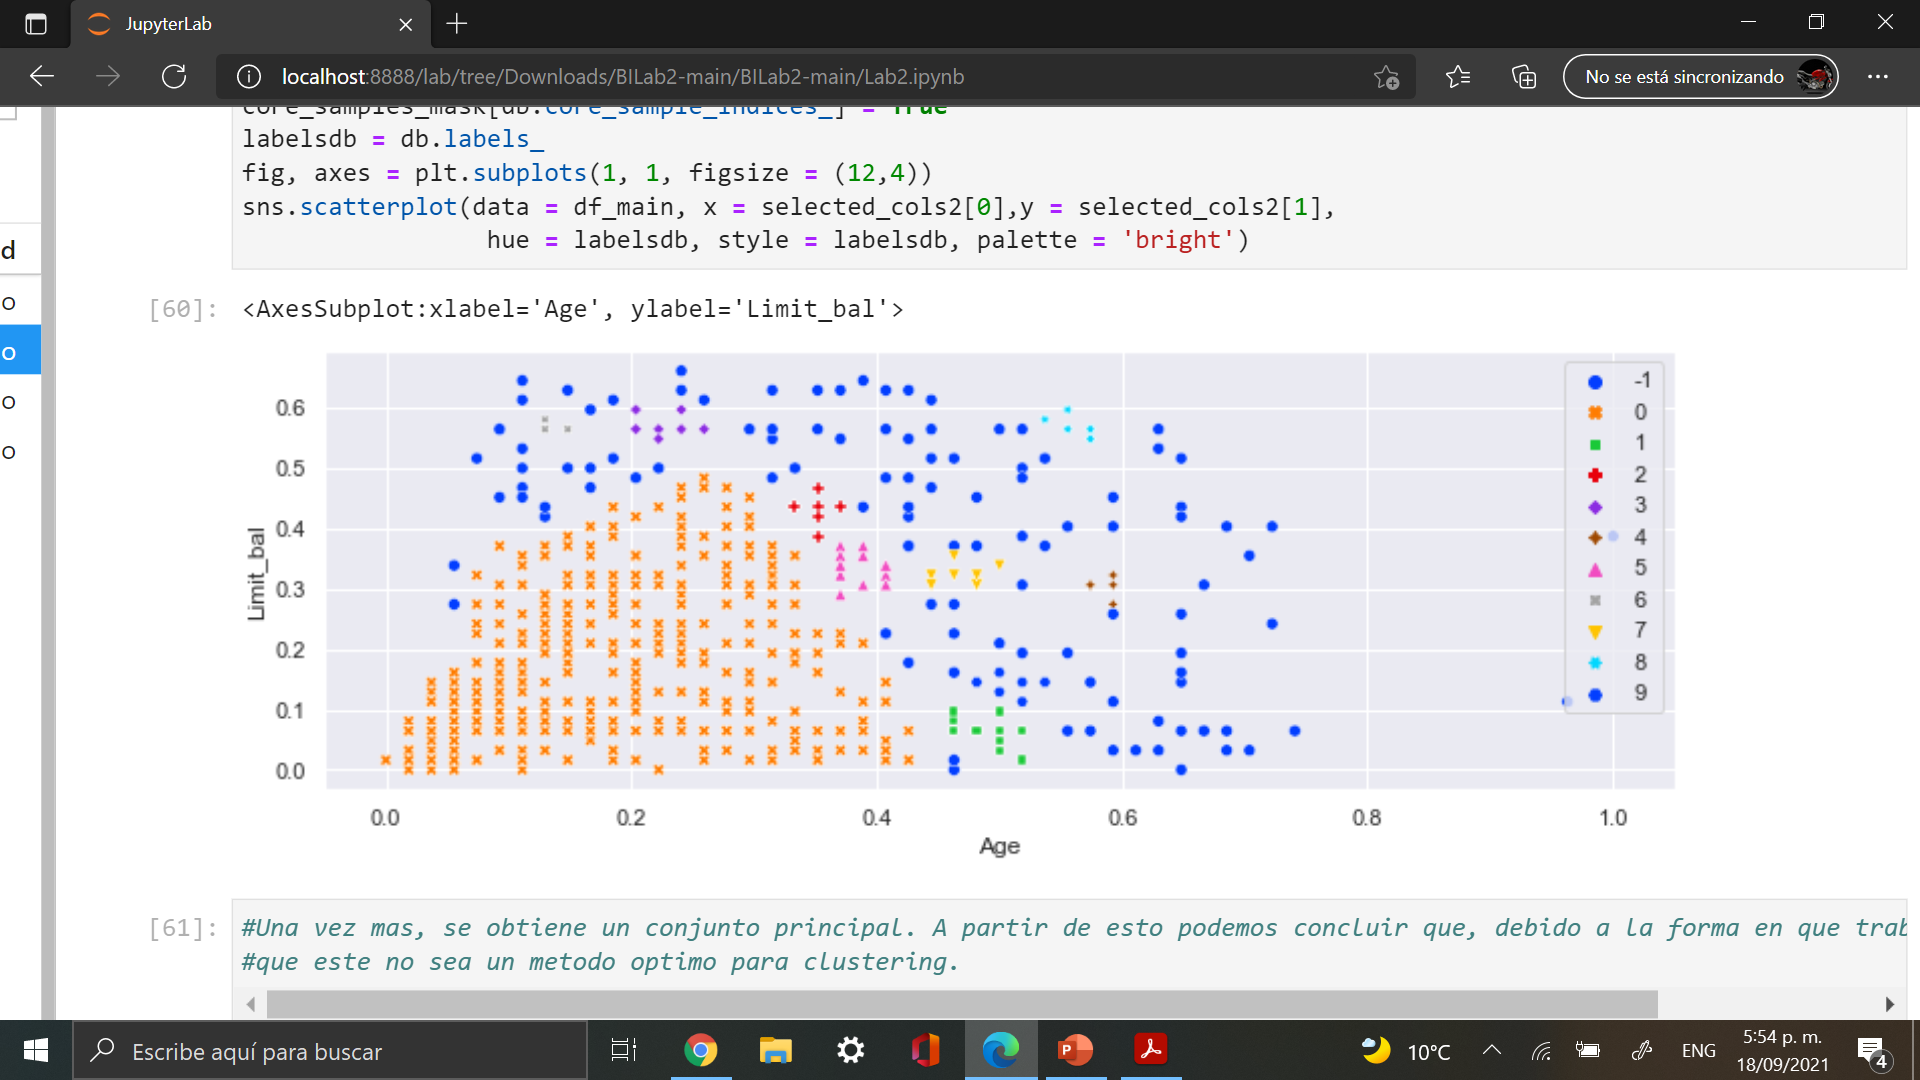 JupyterLab
localhost:8888/lab/tree/Downloads/BILab2-main/BILab2-main/Lab2.ipynb
No se está sincronizando
core_samples_mask[db.core_sample_indices_] = True
labelsdb = db.labels_
fig, axes = plt.subplots(1, 1, figsize = (12,4))
sns.scatterplot(data = df_main, x = selected_cols2[0],y = selected_cols2[1],
hue = labelsdb, style = labelsdb, palette = 'bright')
d
o
o
o
o
[60]: <AxesSubplot:xlabel='Age', ylabel='Limit_bal'>
0.6
0.5
0.4
0.3
0.2
0.1
0.0
Limit_bal
-1
0
1
2
3
4
5
6
7
8
9
0.0 0.2 0.4 0.6 0.8 1.0
Age
[61]: #Una vez mas, se obtiene un conjunto principal. A partir de esto podemos concluir que, debido a la forma en que trab
#que este no sea un metodo optimo para clustering.
Escribe aquí para buscar
10°C
ENG
5:54 p. m.
18/09/2021
4